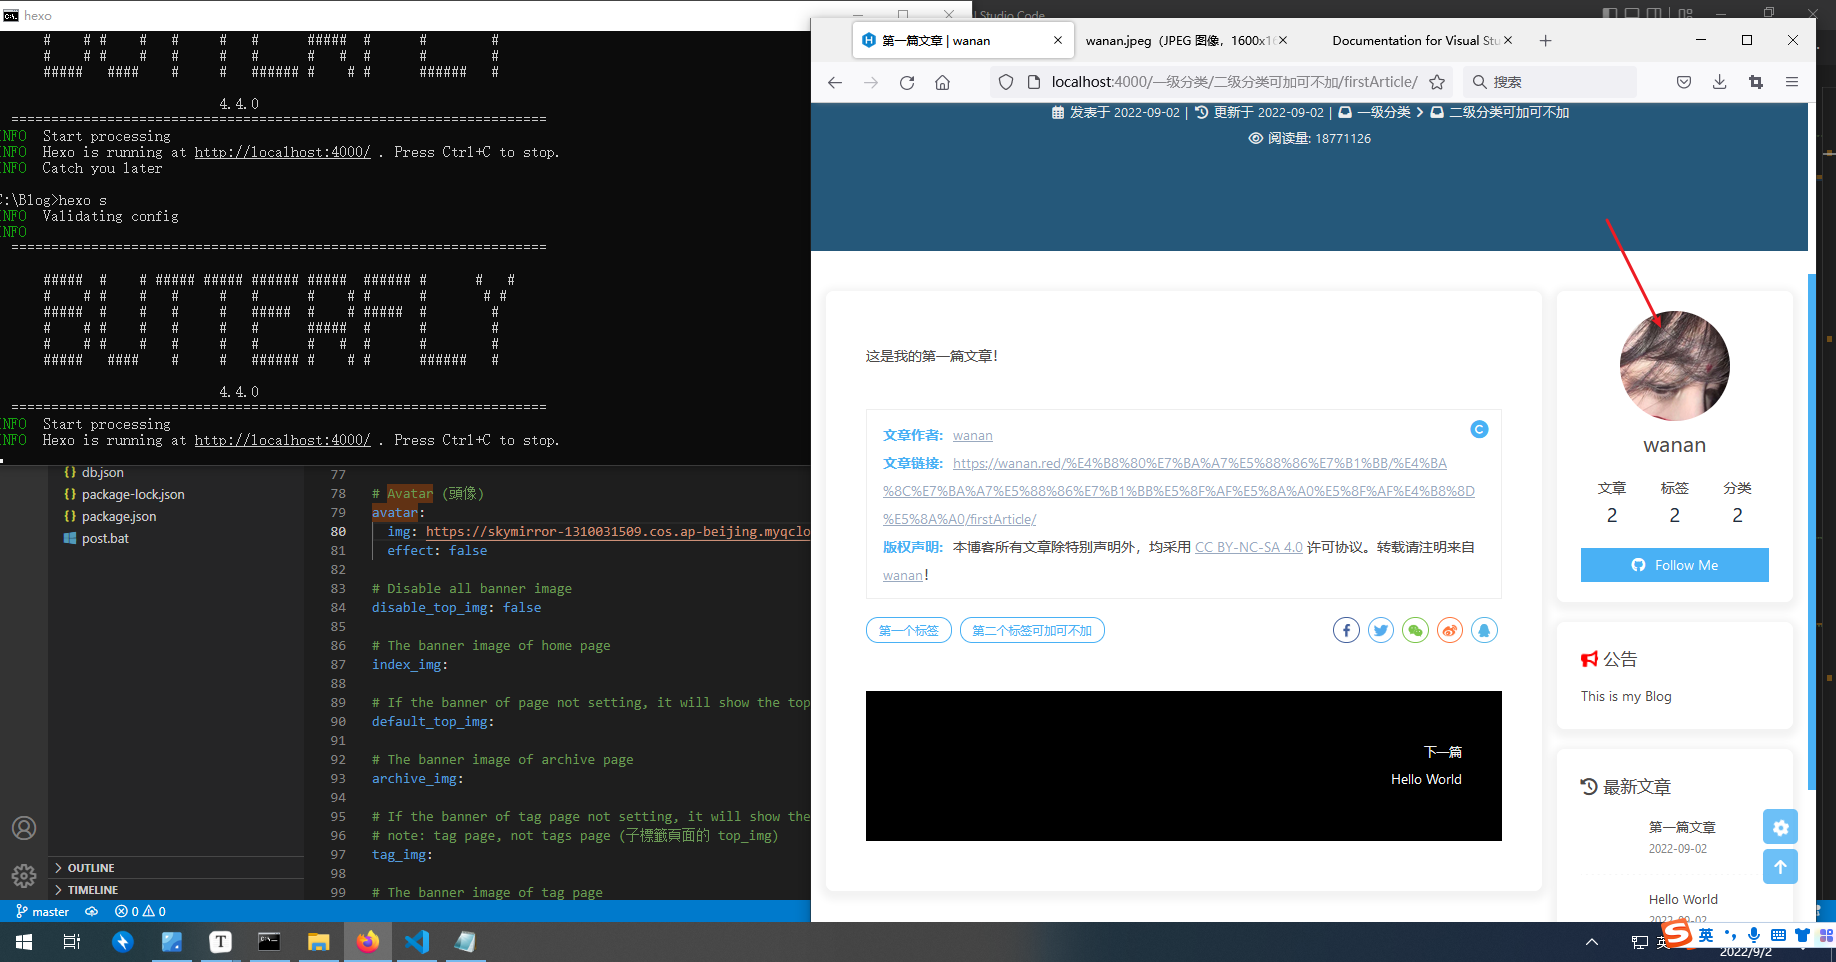 hexo
4.4.0
==================================================================
INFO Start processing
INFO Hexo is running at http://localhost:4000/ . Press Ctrl+C to stop.
INFO Catch you later
C:\Blog>hexo s
INFO Validating config
INFO
==================================================================
BUTTERFLY
4.4.0
==================================================================
INFO Start processing
INFO Hexo is running at http://localhost:4000/ . Press Ctrl+C to stop.
Studio Code
db.json
package-lock.json
package.json
post.bat
OUTLINE
TIMELINE
77
78 # Avatar (頭像)
79 avatar:
80 img: https://skymirror-1310031509.cos.ap-beijing.myqclo
81 effect: false
82
83 # Disable all banner image
84 disable_top_img: false
85
86 # The banner image of home page
87 index_img:
88
89 # If the banner of page not setting, it will show the top
90 default_top_img:
91
92 # The banner image of archive page
93 archive_img:
94
95 # If the banner of tag page not setting, it will show the
96 # note: tag page, not tags page (子標籤頁面的 top_img)
97 tag_img:
98
99 # The banner image of tag page
master 0 0
第一篇文章 | wanan
wanan.jpeg (JPEG 图像, 1600x16
Documentation for Visual Stu
localhost:4000/一级分类/二级分类可加可不加/firstArticle/
搜索
发表于 2022-09-02 | 更新于 2022-09-02 | 一级分类 > 二级分类可加可不加
阅读量: 18771126
这是我的第一篇文章!
文章作者: wanan
文章链接: https://wanan.red/%E4%B8%80%E7%BA%A7%E5%88%86%E7%B1%BB/%E4%BA
%8C%E7%BA%A7%E5%88%86%E7%B1%BB%E5%8F%AF%E5%8A%A0%E5%8F%AF%E4%B8%8D
%E5%8A%A0/firstArticle/
版权声明: 本博客所有文章除特别声明外，均采用 CC BY-NC-SA 4.0 许可协议。转载请注明来自
wanan!
第一个标签 第二个标签可加可不加
下一篇
Hello World
wanan
文章 标签 分类
2 2 2
Follow Me
公告
This is my Blog
最新文章
第一篇文章
2022-09-02
Hello World
2022-09-02
英
2022/9/2